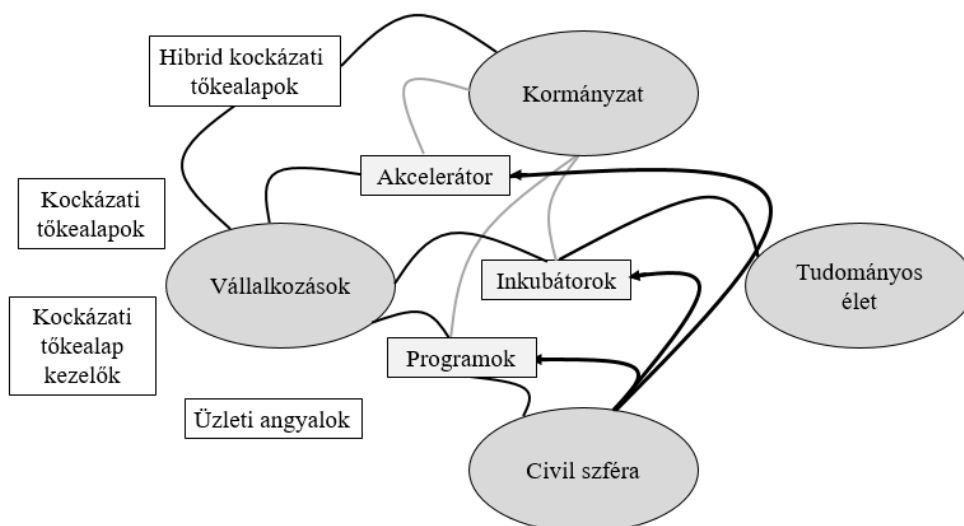 Hibrid kockázati
tőkealapok
Kormányzat
Akcelerátor
Kockázati
tőkealapok
Vállalkozások
Inkubátorok
Tudományos
élet
Kockázati
tőkealap
kezelők
Programok
Üzleti angyalok
Civil szféra